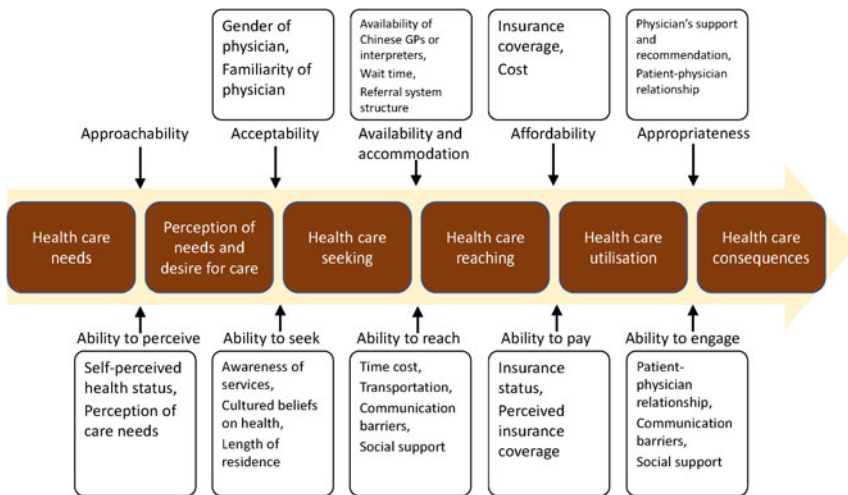 Gender of
physician,
Familiarity of
physician
Availability of
Chinese GPs or
interpreters,
Wait time,
Referral system
structure
Insurance
coverage,
Cost
Physician's support
and
recommendation,
Patient-physician
relationship
Approachability
Acceptability
Availability and
accommodation
Affordability
Appropriateness
Health care
needs
Perception of
needs and
desire for care
Health care
seeking
Health care
reaching
Health care
utilisation
Health care
consequences
Ability to perceive
Ability to seek
Ability to reach
Ability to pay
Ability to engage
Self-perceived
health status,
Perception of
care needs
Awareness of
services,
Cultured beliefs
on health,
Length of
residence
Time cost,
Transportation,
Communication
barriers,
Social support
Insurance
status,
Perceived
insurance
coverage
Patient-
physician
relationship,
Communication
barriers,
Social support